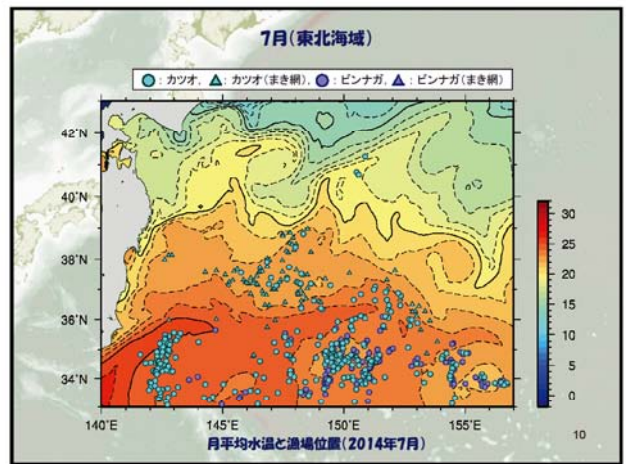 7月(東北海域)
●:カツオ, ▲:カツオ(まき網), ●:ビンナガ, ▲:ビンナガ(まき網)
42˚N
40˚N
38˚N
36˚N
34˚N
140˚E
145˚E
150˚E
155˚E
30
25
20
15
10
5
0
月平均水温と漁場位置(2014年7月)
10